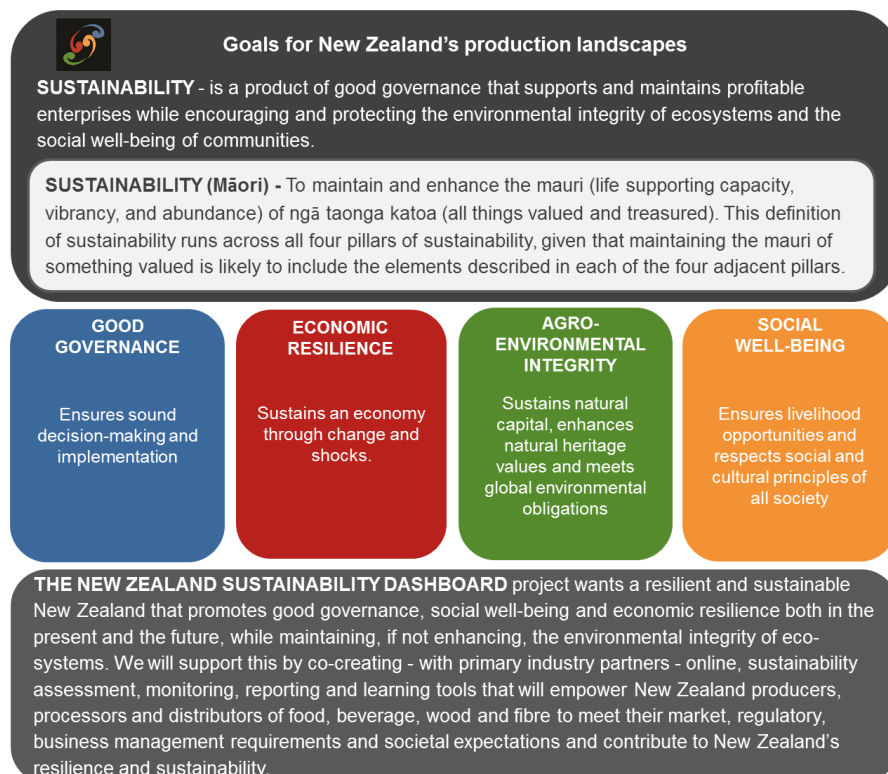 Goals for New Zealand's production landscapes
SUSTAINABILITY - is a product of good governance that supports and maintains profitable
enterprises while encouraging and protecting the environmental integrity of ecosystems and the
social well-being of communities.
SUSTAINABILITY (Māori) - To maintain and enhance the mauri (life supporting capacity,
vibrancy, and abundance) of ngā taonga katoa (all things valued and treasured). This definition
of sustainability runs across all four pillars of sustainability, given that maintaining the mauri of
something valued is likely to include the elements described in each of the four adjacent pillars.
GOOD
GOVERNANCE
Ensures sound
decision-making and
implementation
ECONOMIC
RESILIENCE
Sustains an economy
through change and
shocks.
AGRO-
ENVIRONMENTAL
INTEGRITY
Sustains natural
capital, enhances
natural heritage
values and meets
global environmental
obligations
SOCIAL
WELL-BEING
Ensures livelihood
opportunities and
respects social and
cultural principles of
all society
THE NEW ZEALAND SUSTAINABILITY DASHBOARD project wants a resilient and sustainable
New Zealand that promotes good governance, social well-being and economic resilience both in the
present and the future, while maintaining, if not enhancing, the environmental integrity of eco-
systems. We will support this by co-creating - with primary industry partners - online, sustainability
assessment, monitoring, reporting and learning tools that will empower New Zealand producers,
processors and distributors of food, beverage, wood and fibre to meet their market, regulatory,
business management requirements and societal expectations and contribute to New Zealand's
resilience and sustainability.